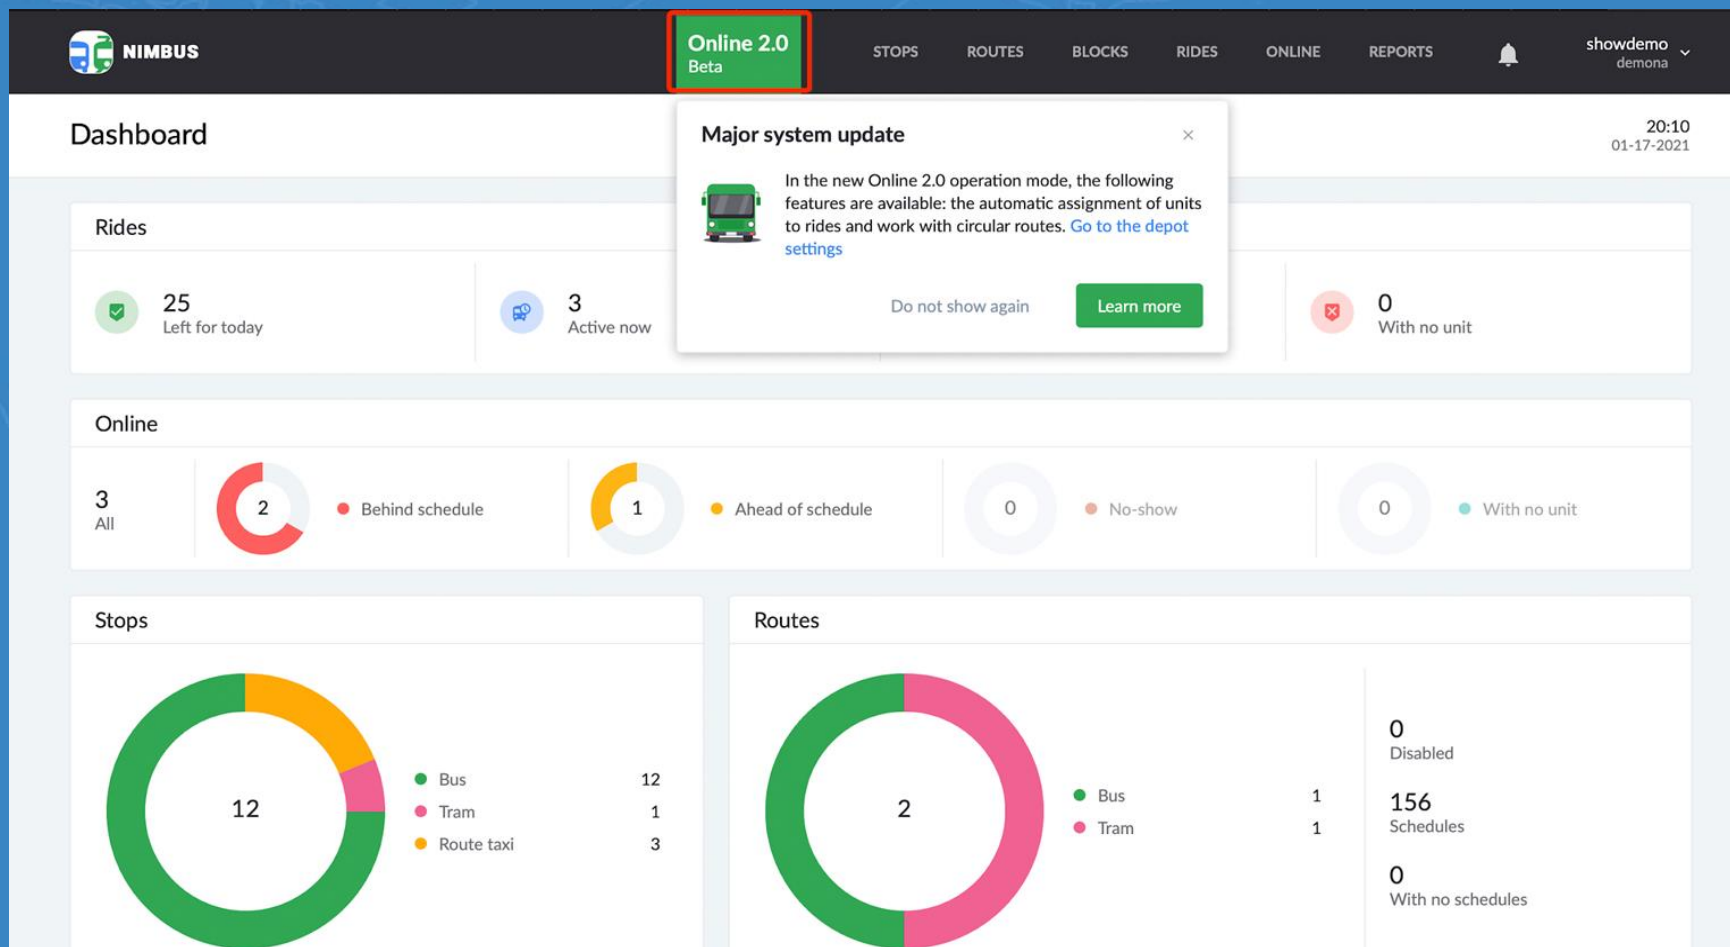 NIMBUS
Online 2.0
Beta
STOPS
ROUTES
BLOCKS
RIDES
ONLINE
REPORTS
showdemo
demona
Dashboard
20:10
01-17-2021
Major system update
In the new Online 2.0 operation mode, the following
features are available: the automatic assignment of units
to rides and work with circular routes. Go to the depot
settings
Do not show again
Learn more
Rides
25
Left for today
3
Active now
0
With no unit
Online
3
All
2
Behind schedule
1
Ahead of schedule
0
No-show
0
With no unit
Stops
12
Bus 12
Tram 1
Route taxi 3
Routes
2
Bus 1
Tram 1
0
Disabled
156
Schedules
0
With no schedules